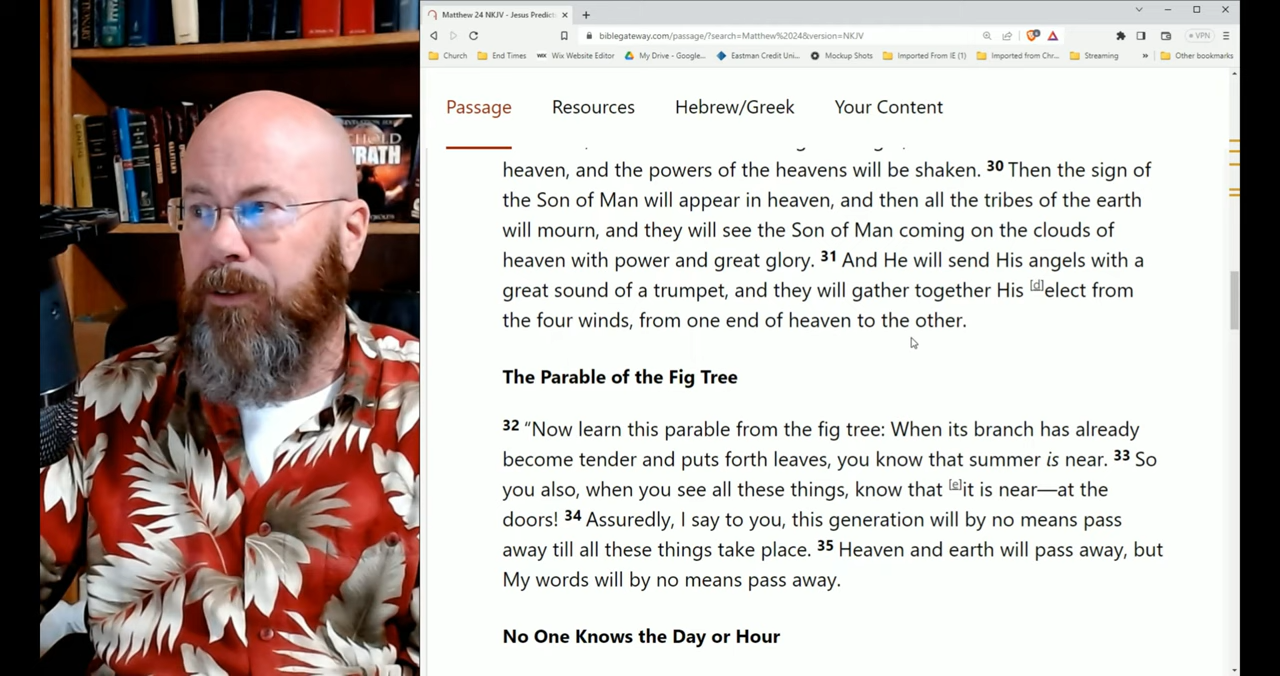 Matthew 24 NKJV - Jesus Predic
biblegateway.com/passage/?search=Matthew%2024&version=NKJV
VPN
Church End Times Wix Website Editor My Drive - Google... Eastman Credit Uni... Mockup Shots Imported From IE (1) Imported from Chr... Streaming » Other bookmarks
Passage Resources Hebrew/Greek Your Content
heaven, and the powers of the heavens will be shaken. 30 Then the sign of
the Son of Man will appear in heaven, and then all the tribes of the earth
will mourn, and they will see the Son of Man coming on the clouds of
heaven with power and great glory. 31 And He will send His angels with a
great sound of a trumpet, and they will gather together His [d]elect from
the four winds, from one end of heaven to the other.
The Parable of the Fig Tree
32 “Now learn this parable from the fig tree: When its branch has already
become tender and puts forth leaves, you know that summer is near. 33 So
you also, when you see all these things, know that [e]it is near—at the
doors! 34 Assuredly, I say to you, this generation will by no means pass
away till all these things take place. 35 Heaven and earth will pass away, but
My words will by no means pass away.
No One Knows the Day or Hour
HOLD
WRATH